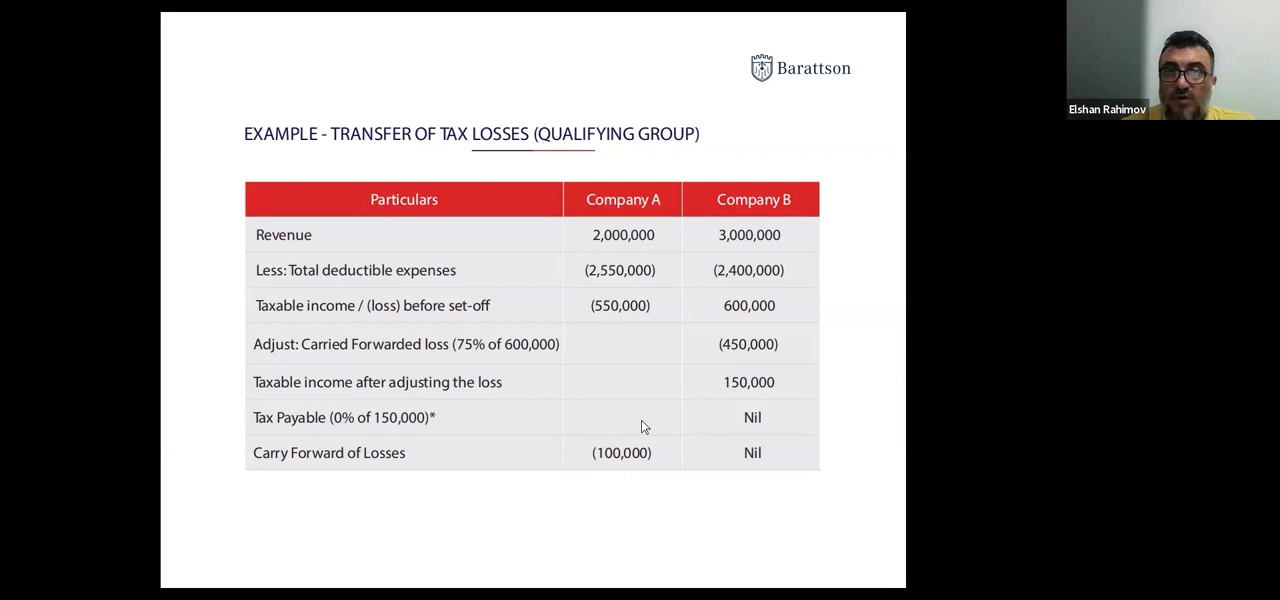 Barattson
Elshan Rahimov
EXAMPLE - TRANSFER OF TAX LOSSES (QUALIFYING GROUP)
Particulars Company A Company B
Revenue 2,000,000 3,000,000
Less: Total deductible expenses (2,550,000) (2,400,000)
Taxable income / (loss) before set-off (550,000) 600,000
Adjust: Carried Forwarded loss (75% of 600,000) (450,000)
Taxable income after adjusting the loss 150,000
Tax Payable (0% of 150,000)* Nil
Carry Forward of Losses (100,000) Nil